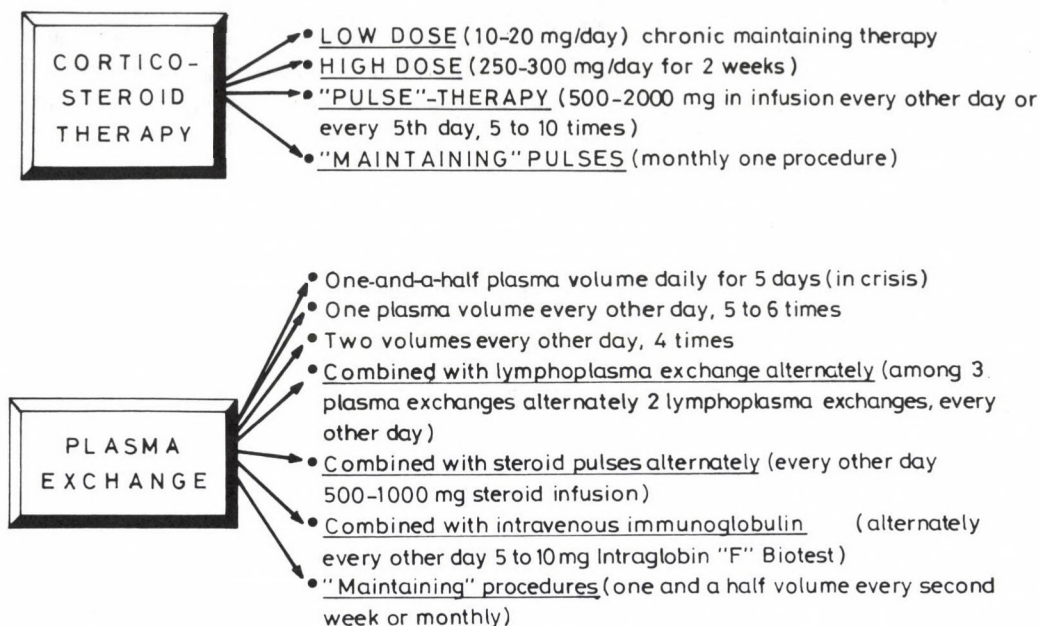 CORTICO-
STEROID
THERAPY
• LOW DOSE (10-20 mg/day) chronic maintaining therapy
• HIGH DOSE (250-300 mg/day for 2 weeks)
• "PULSE"-THERAPY (500-2000 mg in infusion every other day or
every 5th day, 5 to 10 times)
• "MAINTAINING" PULSES (monthly one procedure)
PLASMA
EXCHANGE
• One-and-a-half plasma volume daily for 5 days (in crisis)
• One plasma volume every other day, 5 to 6 times
• Two volumes every other day, 4 times
• Combined with lymphoplasma exchange alternately (among 3
plasma exchanges alternately 2 lymphoplasma exchanges, every
other day)
• Combined with steroid pulses alternately (every other day
500-1000 mg steroid infusion)
• Combined with intravenous immunoglobulin (alternately
every other day 5 to 10 mg Intraglobin "F" Biotest)
• "Maintaining" procedures (one and a half volume every second
week or monthly)